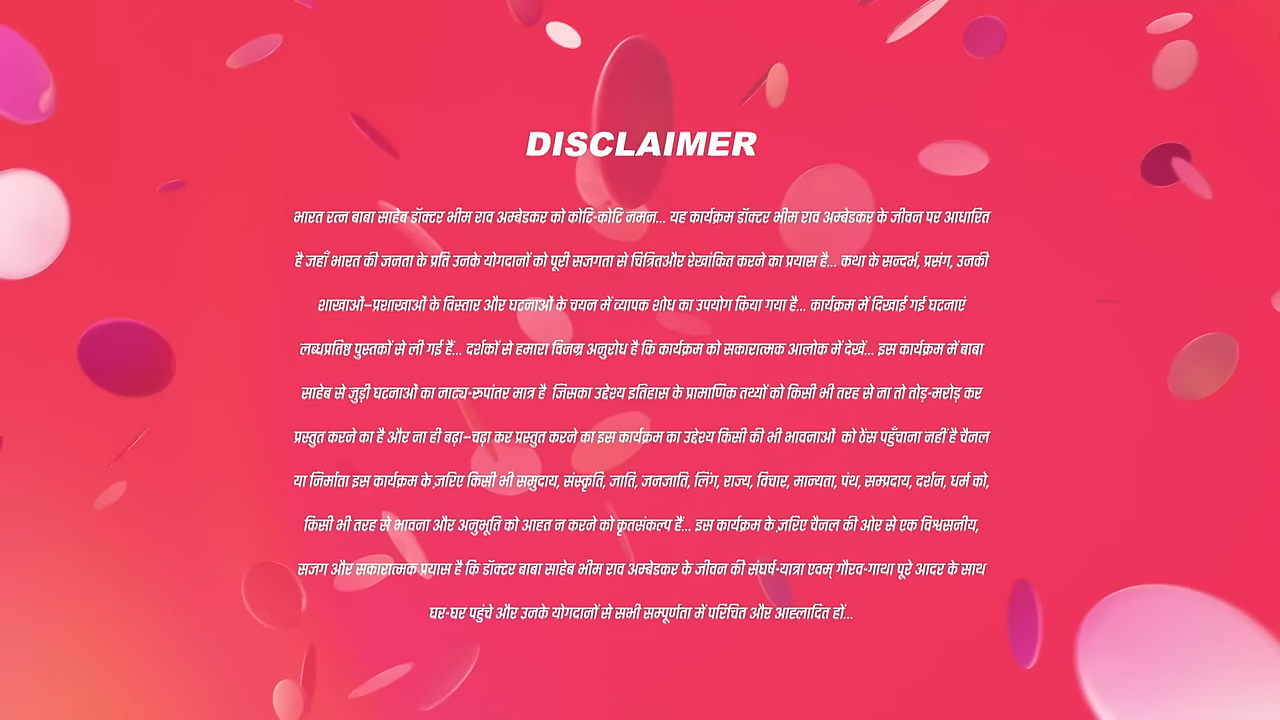 DISCLAIMER
भारत रत्न बाबा साहेब डॉक्टर भीम राव अम्बेडकर को कोटि-कोटि नमन... यह कार्यक्रम डॉक्टर भीम राव अम्बेडकर के जीवन पर आधारित
है जहाँ भारत की जनता के प्रति उनके योगदानों को पूरी सजगता से चित्रितऔर रेखांकित करने का प्रयास है... कथा के सन्दर्भ, प्रसंग, उनकी
शाखाओं–प्रशाखाओं के विस्तार और घटनाओं के चयन में व्यापक शोध का उपयोग किया गया है... कार्यक्रम में दिखाई गई घटनाएं
लब्धप्रतिष्ठ पुस्तकों से ली गई हैं... दर्शकों से हमारा विनम्र अनुरोध है कि कार्यक्रम को सकारात्मक आलोक में देखें... इस कार्यक्रम में बाबा
साहेब से जुड़ी घटनाओं का नाट्य-रुपांतर मात्र है जिसका उद्देश्य इतिहास के प्रामाणिक तथ्यों को किसी भी तरह से ना तो तोड़-मरोड़ कर
प्रस्तुत करने का है और ना ही बढ़ा–चढ़ा कर प्रस्तुत करने का इस कार्यक्रम का उद्देश्य किसी की भी भावनाओं को ठेंस पहुँचाना नहीं है चैनल
या निर्माता इस कार्यक्रम के ज़रिए किसी भी समुदाय, संस्कृति, जाति, जनजाति, लिंग, राज्य, विचार, मान्यता, पंथ, सम्प्रदाय, दर्शन, धर्म को,
किसी भी तरह से भावना और अनुभूति को आहत न करने को कृतसंकल्प हैं... इस कार्यक्रम के ज़रिए चैनल की ओर से एक विश्वसनीय,
सजग और सकारात्मक प्रयास है कि डॉक्टर बाबा साहेब भीम राव अम्बेडकर के जीवन की संघर्ष-यात्रा एवम् गौरव-गाथा पूरे आदर के साथ
घर-घर पहुंचे और उनके योगदानों से सभी सम्पूर्णता में परिचित और आह्लादित हों...